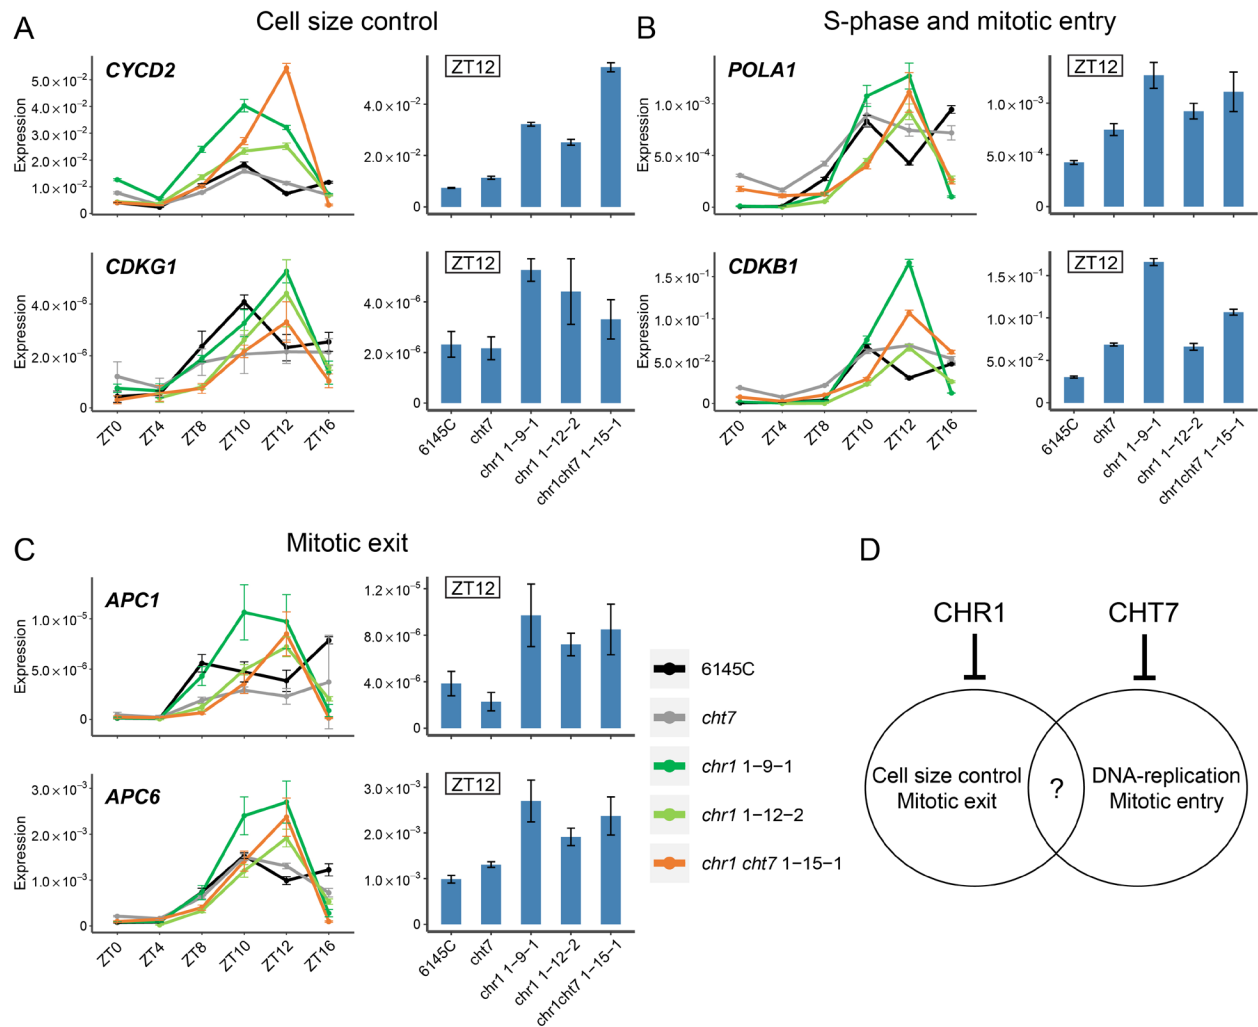 A
Cell size control
CYCD2
Expression
5.0×10⁻²
4.0×10⁻²
3.0×10⁻²
2.0×10⁻²
1.0×10⁻²
0
ZT12
4.0×10⁻²
2.0×10⁻²
0
CDKG1
Expression
4.0×10⁻⁶
2.0×10⁻⁶
0
ZT0 ZT4 ZT8 ZT10 ZT12 ZT16
ZT12
4.0×10⁻⁶
2.0×10⁻⁶
0
6145C cht7 chr1 1−9−1 chr1 1−12−2 chr1cht7 1−15−1
B
S-phase and mitotic entry
POLA1
Expression
1.0×10⁻³
5.0×10⁻⁴
0
ZT12
1.0×10⁻³
5.0×10⁻⁴
0
CDKB1
Expression
1.5×10⁻¹
1.0×10⁻¹
5.0×10⁻²
0
ZT0 ZT4 ZT8 ZT10 ZT12 ZT16
ZT12
1.5×10⁻¹
1.0×10⁻¹
5.0×10⁻²
0
6145C cht7 chr1 1−9−1 chr1 1−12−2 chr1cht7 1−15−1
C
Mitotic exit
APC1
Expression
1.0×10⁻⁵
5.0×10⁻⁶
0
ZT12
1.2×10⁻⁵
8.0×10⁻⁶
4.0×10⁻⁶
0
APC6
Expression
3.0×10⁻³
2.0×10⁻³
1.0×10⁻³
0
ZT0 ZT4 ZT8 ZT10 ZT12 ZT16
ZT12
3.0×10⁻³
2.0×10⁻³
1.0×10⁻³
0
6145C cht7 chr1 1−9−1 chr1 1−12−2 chr1cht7 1−15−1
6145C
cht7
chr1 1−9−1
chr1 1−12−2
chr1 cht7 1−15−1
D
CHR1
CHT7
Cell size control
Mitotic exit
?
DNA-replication
Mitotic entry